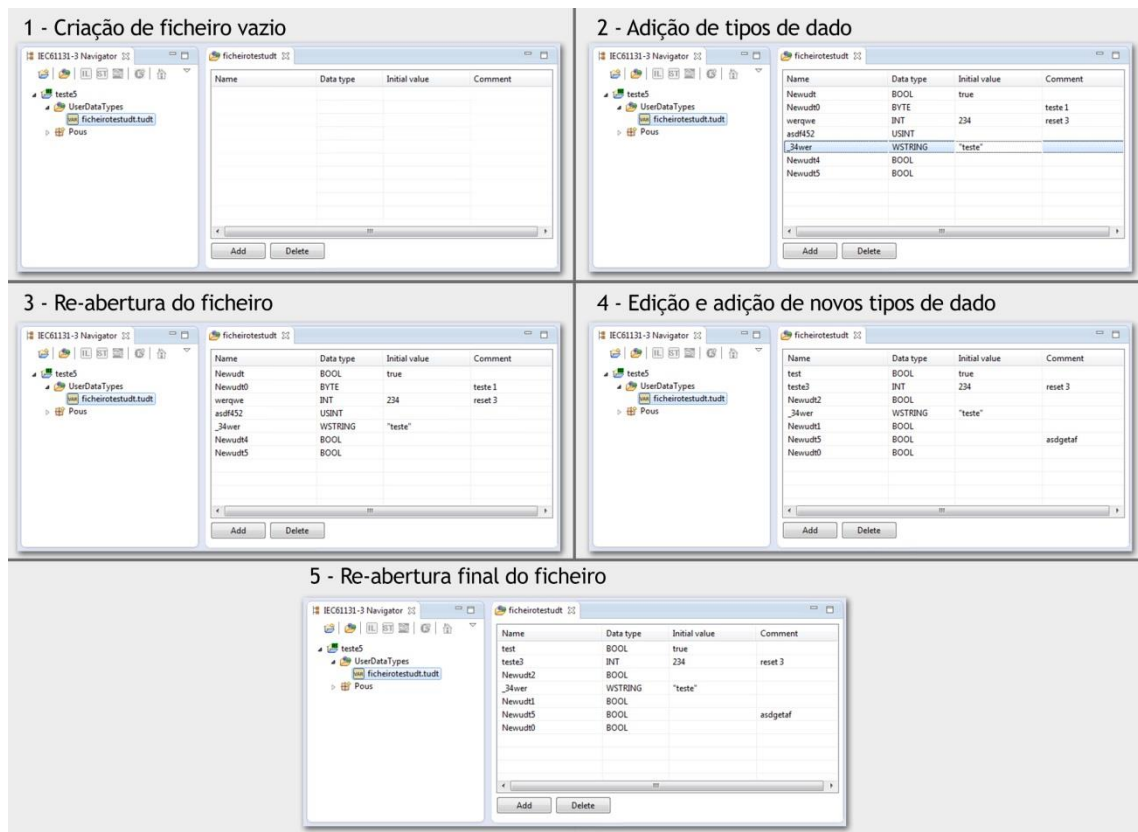 1 - Criação de ficheiro vazio
IEC61131-3 Navigator
ficheirotestudt
IL ST
teste5
UserDataTypes
ficheirotestudt.tudt
Pous
Name Data type Initial value Comment
Add Delete
2 - Adição de tipos de dado
IEC61131-3 Navigator
ficheirotestudt
IL ST
teste5
UserDataTypes
ficheirotestudt.tudt
Pous
Name Data type Initial value Comment
Newudt BOOL true
Newudt0 BYTE teste 1
werqwe INT 234 reset 3
asdf452 USINT
_34wer WSTRING "teste"
Newudt4 BOOL
Newudt5 BOOL
Add Delete
3 - Re-abertura do ficheiro
IEC61131-3 Navigator
ficheirotestudt
IL ST
teste5
UserDataTypes
ficheirotestudt.tudt
Pous
Name Data type Initial value Comment
Newudt BOOL true
Newudt0 BYTE teste 1
werqwe INT 234 reset 3
asdf452 USINT
_34wer WSTRING "teste"
Newudt4 BOOL
Newudt5 BOOL
Add Delete
4 - Edição e adição de novos tipos de dado
IEC61131-3 Navigator
ficheirotestudt
IL ST
teste5
UserDataTypes
ficheirotestudt.tudt
Pous
Name Data type Initial value Comment
test BOOL true
teste3 INT 234 reset 3
Newudt2 BOOL
_34wer WSTRING "teste"
Newudt1 BOOL
Newudt5 BOOL asdgetaf
Newudt0 BOOL
Add Delete
5 - Re-abertura final do ficheiro
IEC61131-3 Navigator
ficheirotestudt
IL ST
teste5
UserDataTypes
ficheirotestudt.tudt
Pous
Name Data type Initial value Comment
test BOOL true
teste3 INT 234 reset 3
Newudt2 BOOL
_34wer WSTRING "teste"
Newudt1 BOOL
Newudt5 BOOL asdgetaf
Newudt0 BOOL
Add Delete